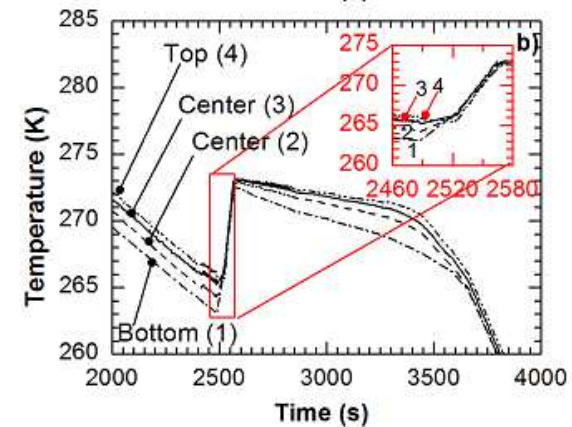 285
280
275
270
265
260
Temperature (K)
Top (4)
Center (3)
Center (2)
Bottom (1)
b)
275
270
265
260
3 4
2
1
2460 2520 2580
2000 2500 3000 3500 4000
Time (s)